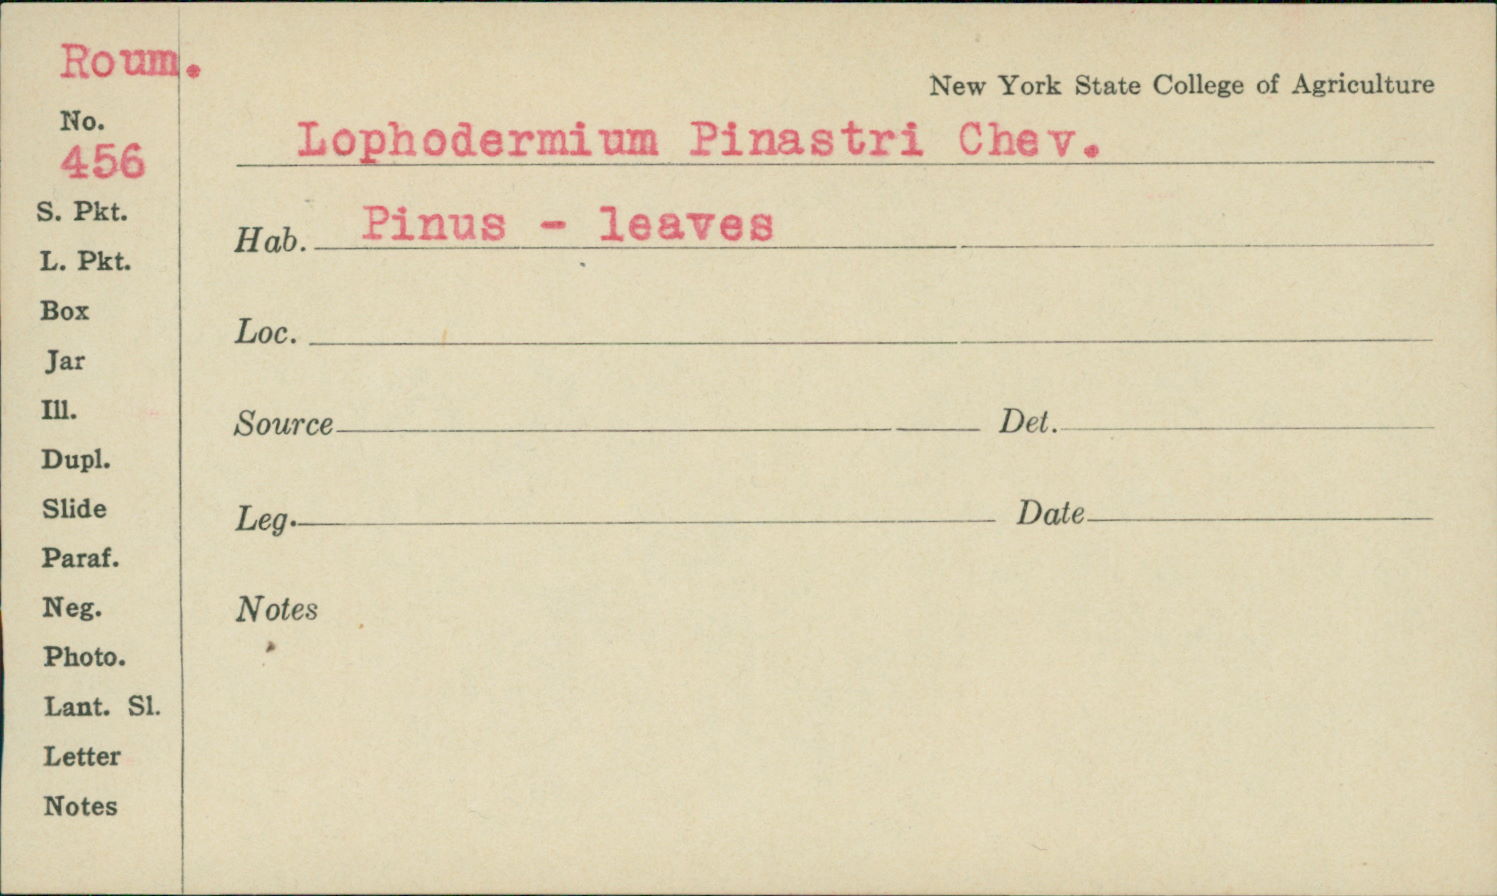 Roum.
New York State College of Agriculture
No.
456
Lophodermium Pinastri Chev.
S. Pkt.
Hab. Pinus - leaves
L. Pkt.
Box
Loc.
Jar
Ill.
Source Det.
Dupl.
Slide
Leg. Date
Paraf.
Neg.
Notes
Photo.
Lant. Sl.
Letter
Notes